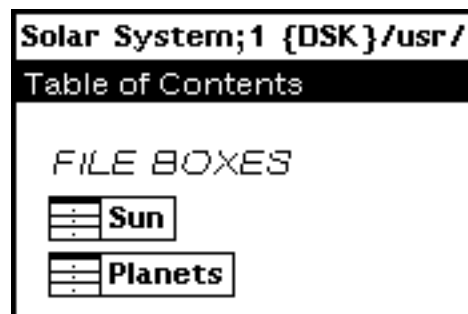 Solar System;1 {DSK}/usr/
Table of Contents
FILE BOXES
Sun
Planets